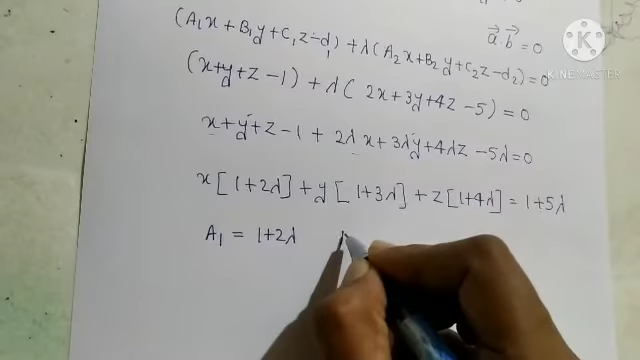 (A₁x + B₁y + C₁z - d₁) + λ(A₂x + B₂y + C₂z - d₂) = 0
a⃗.b⃗ = 0
(x+y+z-1) + λ( 2x+3y+4z-5) = 0
KINEMASTER
x+y+z-1 + 2λx + 3λy + 4λz - 5λ = 0
x[1+2λ] + y[1+3λ] + z[1+4λ] = 1+5λ
A₁ = 1+2λ